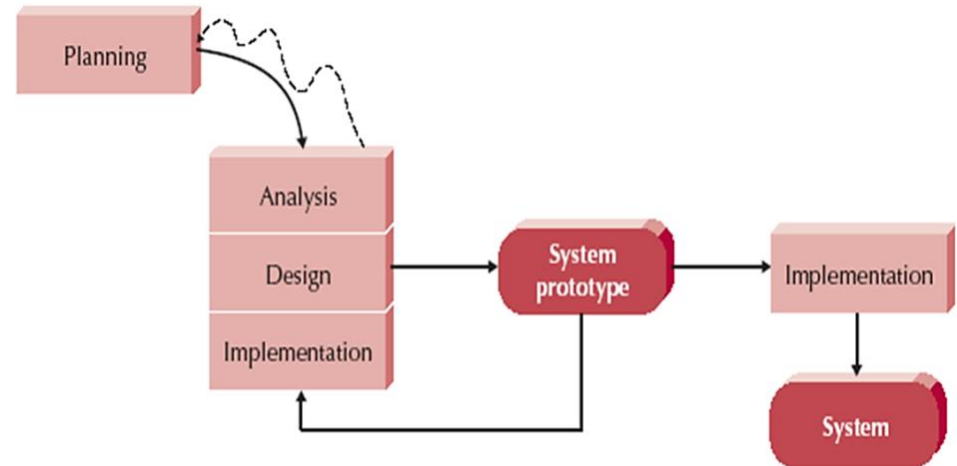 Planning
Analysis
Design
Implementation
System
prototype
Implementation
System